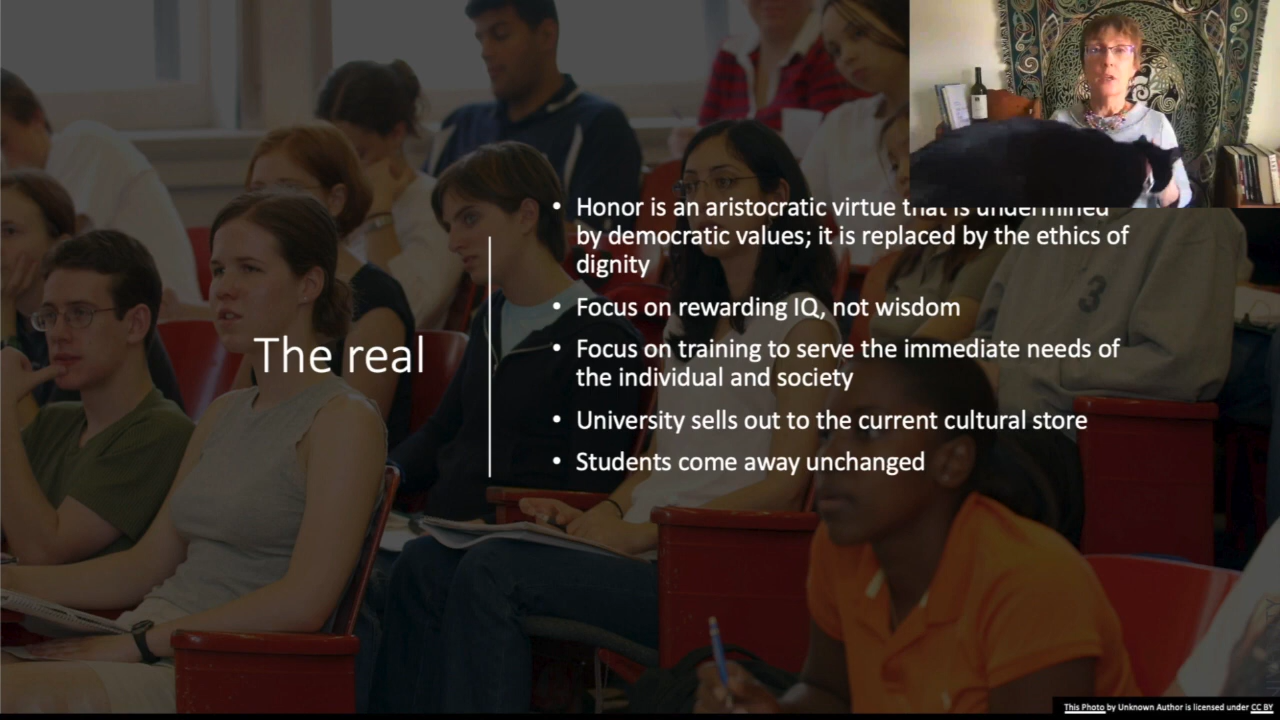 • Honor is an aristocratic virtue that is undermined
by democratic values; it is replaced by the ethics of
dignity
• Focus on rewarding IQ, not wisdom
The real
• Focus on training to serve the immediate needs of
the individual and society
• University sells out to the current cultural store
• Students come away unchanged
3
This Photo by Unknown Author is licensed under CC BY